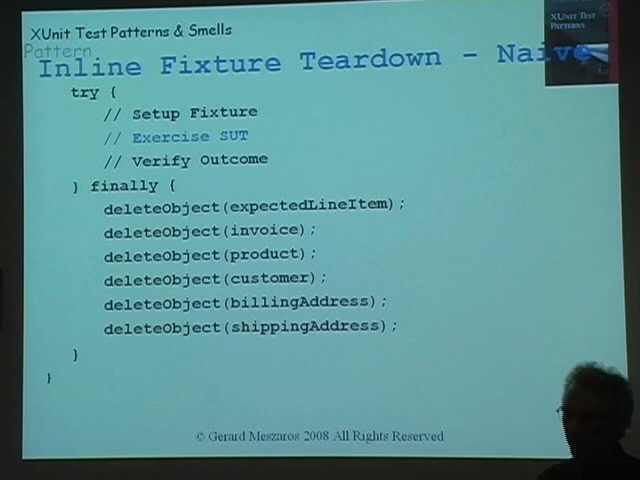 XUnit Test Patterns & Smells
XUNIT TEST
PATTERNS
Pattern
Inline Fixture Teardown - Naive
try {
// Setup Fixture
// Exercise SUT
// Verify Outcome
} finally {
deleteObject(expectedLineItem);
deleteObject(invoice);
deleteObject(product);
deleteObject(customer);
deleteObject(billingAddress);
deleteObject(shippingAddress);
}
}
© Gerard Meszaros 2008 All Rights Reserved